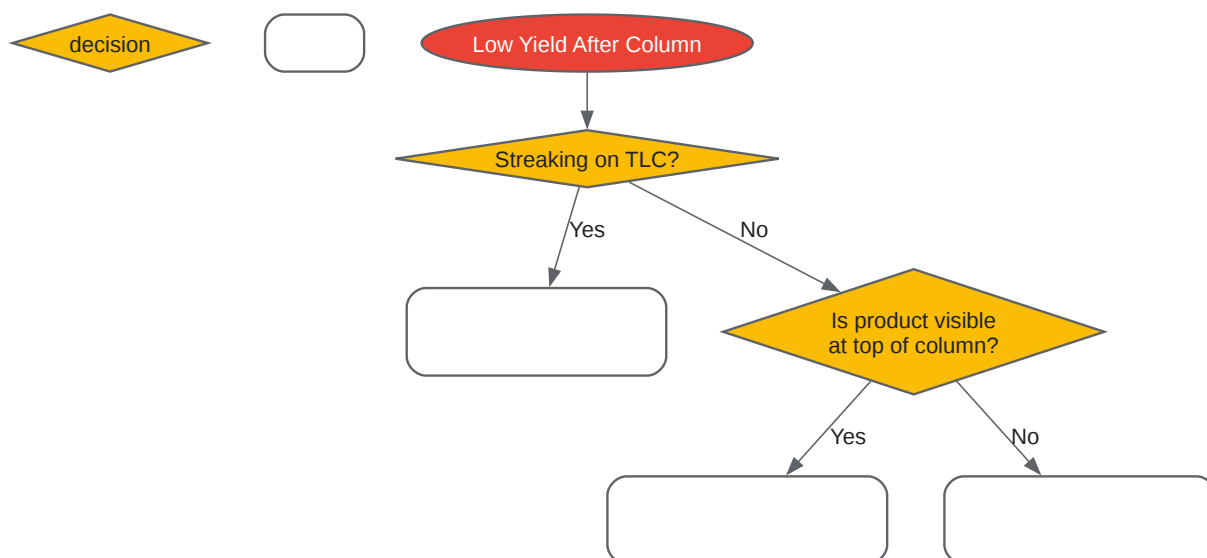 decision
Low Yield After Column
Streaking on TLC?
Yes
No
Is product visible
at top of column?
Yes
No